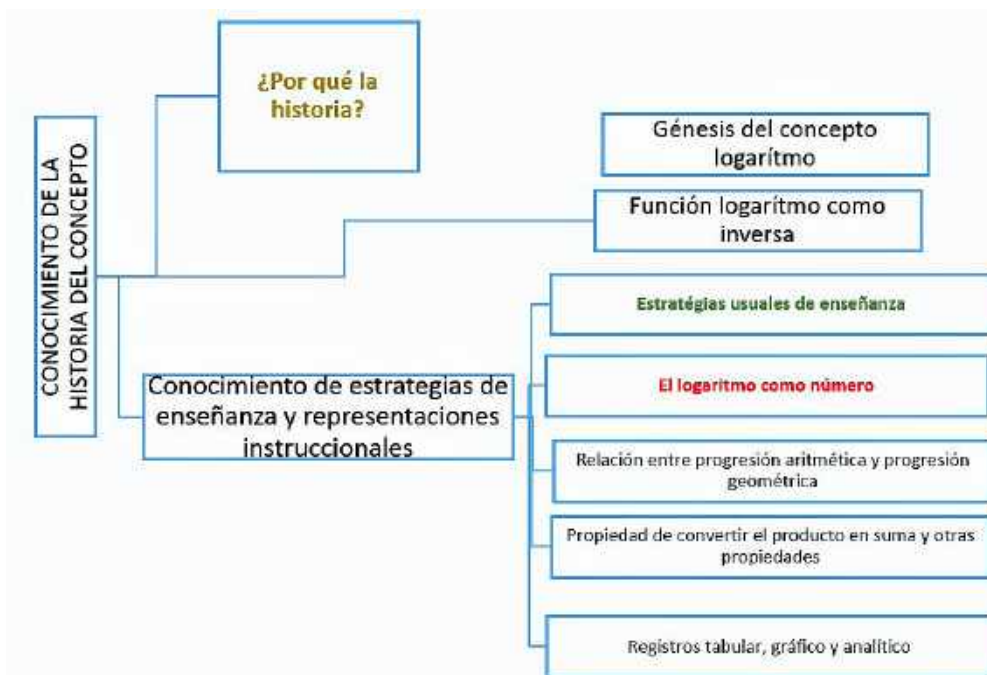 CONOCIMIENTO DE LA
HISTORIA DEL CONCEPTO
¿Por qué la
historia?
Génesis del concepto
logarítmo
Función logarítmo como
inversa
Conocimiento de estrategias de
enseñanza y representaciones
instruccionales
Estratégias usuales de enseñanza
El logaritmo como número
Relación entre progresión aritmética y progresión
geométrica
Propiedad de convertir el producto en suma y otras
propiedades
Registros tabular, gráfico y analítico